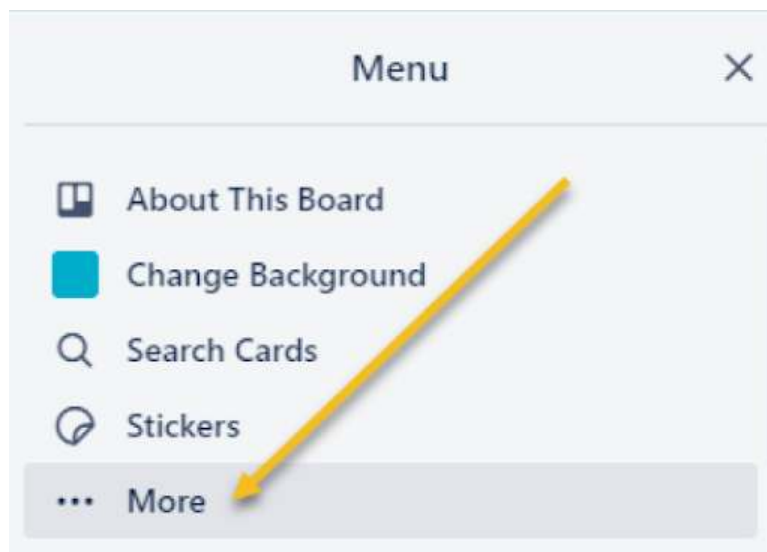 Menu
About This Board
Change Background
Search Cards
Stickers
More